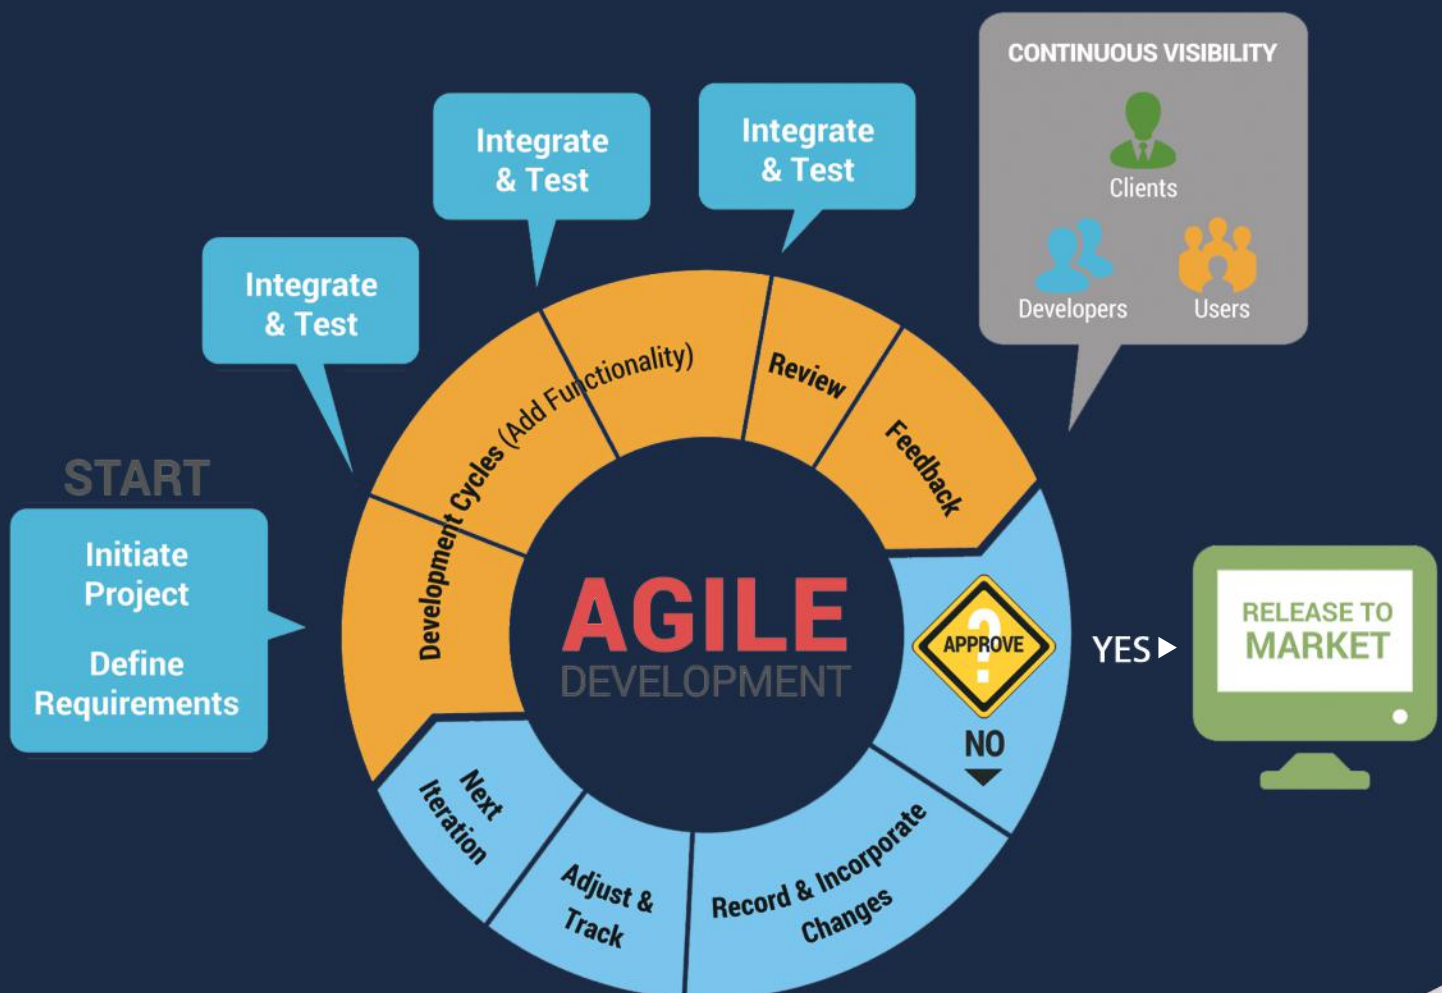 CONTINUOUS VISIBILITY
Clients
Developers
Users
Integrate
& Test
Integrate
& Test
Integrate
& Test
START
Initiate
Project
Define
Requirements
Development Cycles (Add Functionality)
Review
Feedback
AGILE
DEVELOPMENT
?
APPROVE
YES
NO
RELEASE TO
MARKET
Record & Incorporate
Changes
Adjust &
Track
Next
Iteration